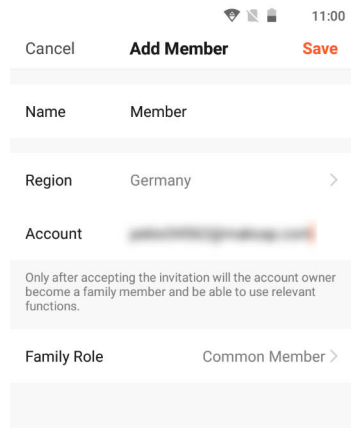 11:00
Cancel Add Member Save
Name Member
Region Germany
Account
Only after accepting the invitation will the account owner
become a family member and be able to use relevant
functions.
Family Role Common Member